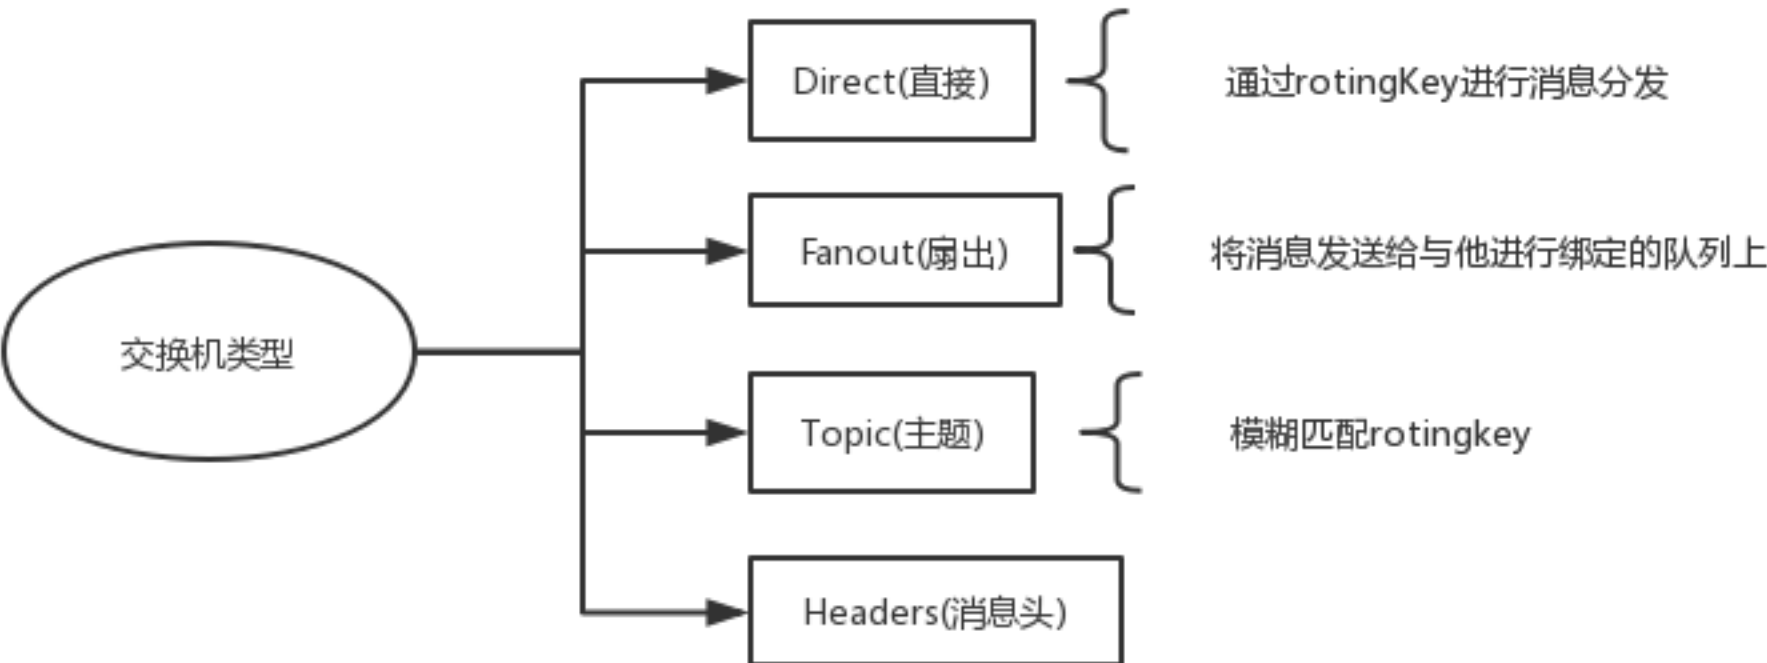 Direct(直接)
通过rotingKey进行消息分发
Fanout(扇出)
将消息发送给与他进行绑定的队列上
交换机类型
Topic(主题)
模糊匹配rotingkey
Headers(消息头)